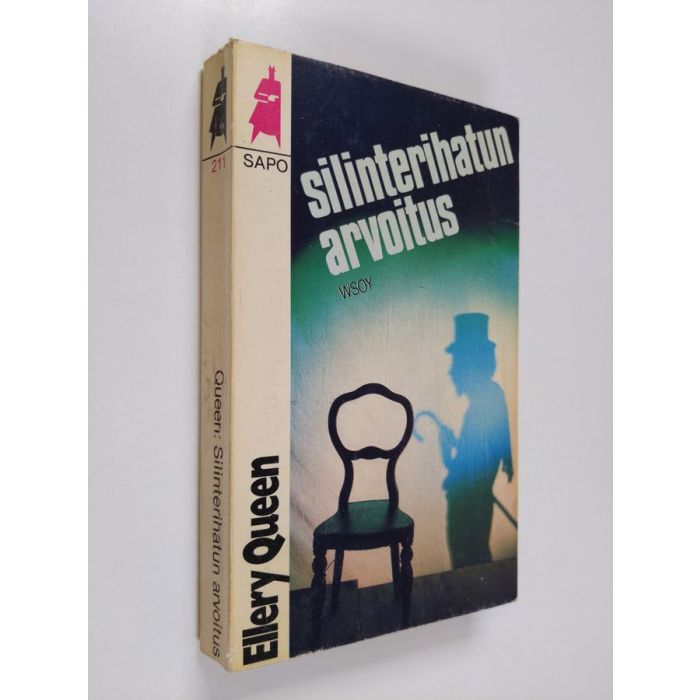 211
Queen: Silinterihatun arvoitus
SAPO
Ellery Queen
silinterihatun
arvoitus
WSOY